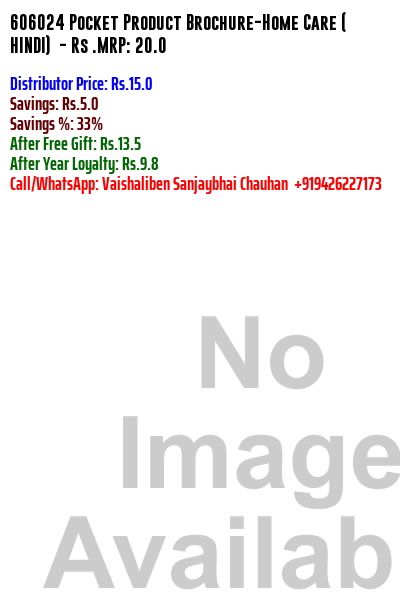 606024 Pocket Product Brochure-Home Care (
HINDI)  - Rs .MRP: 20.0
Distributor Price: Rs.15.0
Savings: Rs.5.0
Savings %: 33%
After Free Gift: Rs.13.5
After Year Loyalty: Rs.9.8
Call/WhatsApp: Vaishaliben Sanjaybhai Chauhan  +919426227173
No
Image
Availab